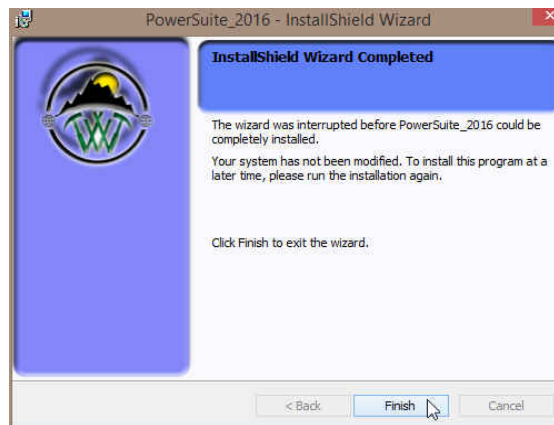 PowerSuite_2016 - InstallShield Wizard
x
InstallShield Wizard Completed
The wizard was interrupted before PowerSuite_2016 could be
completely installed.
Your system has not been modified. To install this program at a
later time, please run the installation again.
Click Finish to exit the wizard.
< Back Finish Cancel